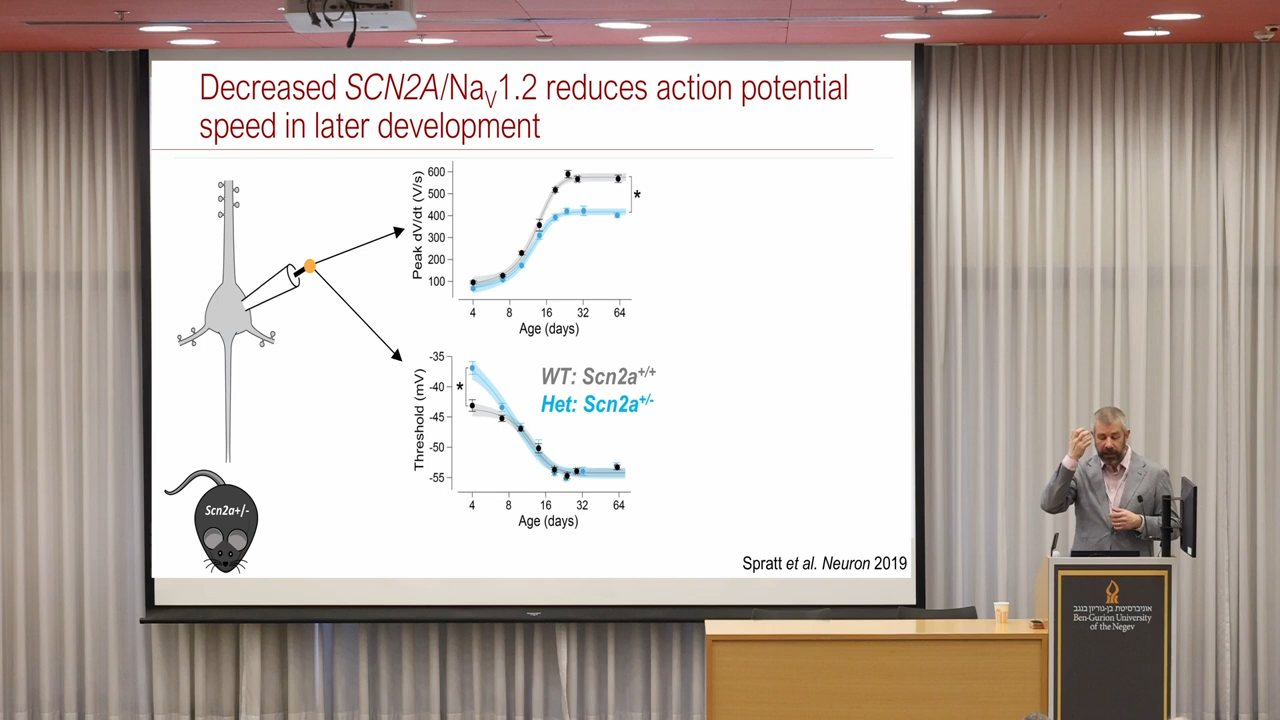 Decreased SCN2A/NaV1.2 reduces action potential
speed in later development
Peak dV/dt (V/s)
600
500
400
300
200
100
*
4 8 16 32 64
Age (days)
Threshold (mV)
-35
-40
-45
-50
-55
*
WT: Scn2a+/+
Het: Scn2a+/-
4 8 16 32 64
Age (days)
Scn2a+/-
Spratt et al. Neuron 2019
אוניברסיטת בן-גוריון בנגב
Ben-Gurion University
of the Negev